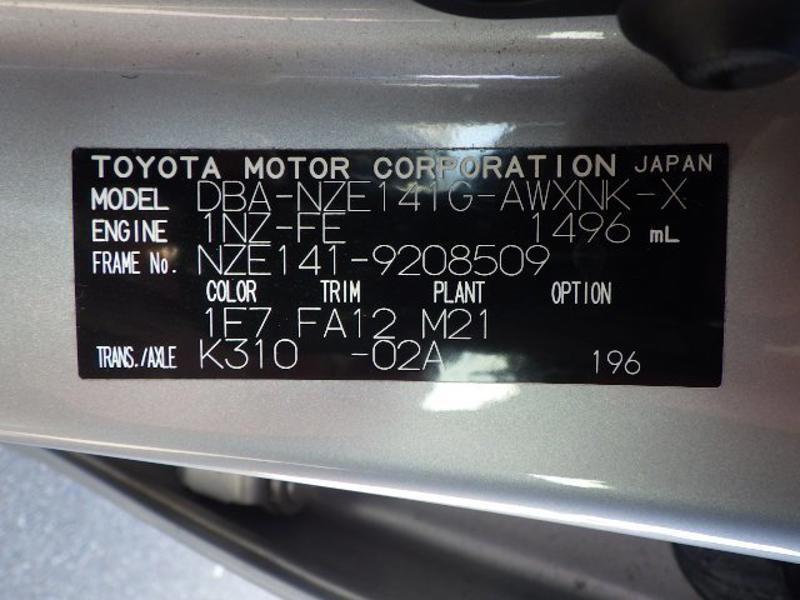 TOYOTA MOTOR CORPORATION JAPAN
MODEL DBA-NZE141G-AWXNK-X
ENGINE 1NZ-FE 1496 mL
FRAME No. NZE141-9208509
COLOR TRIM PLANT OPTION
1E7 FA12 M21
TRANS./AXLE K310 -02A 196